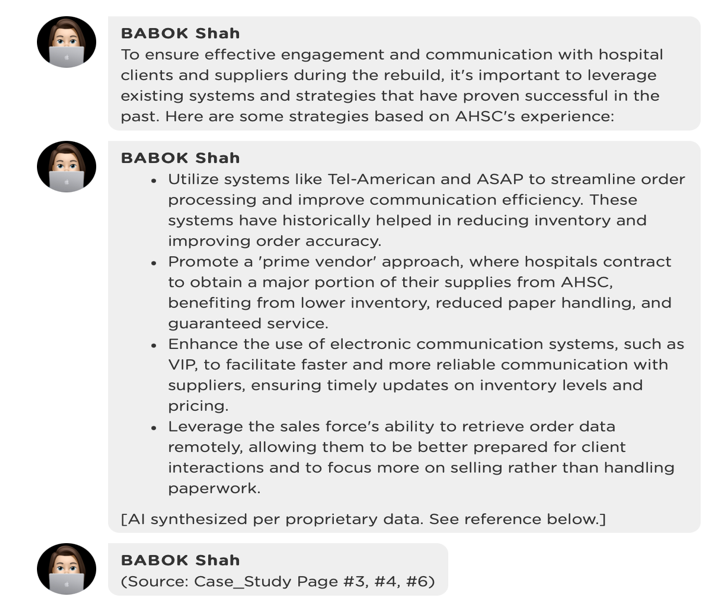 BABOK Shah
To ensure effective engagement and communication with hospital
clients and suppliers during the rebuild, it's important to leverage
existing systems and strategies that have proven successful in the
past. Here are some strategies based on AHSC's experience:
BABOK Shah
• Utilize systems like Tel-American and ASAP to streamline order
processing and improve communication efficiency. These
systems have historically helped in reducing inventory and
improving order accuracy.
• Promote a 'prime vendor' approach, where hospitals contract
to obtain a major portion of their supplies from AHSC,
benefiting from lower inventory, reduced paper handling, and
guaranteed service.
• Enhance the use of electronic communication systems, such as
VIP, to facilitate faster and more reliable communication with
suppliers, ensuring timely updates on inventory levels and
pricing.
• Leverage the sales force's ability to retrieve order data
remotely, allowing them to be better prepared for client
interactions and to focus more on selling rather than handling
paperwork.
[AI synthesized per proprietary data. See reference below.]
BABOK Shah
(Source: Case_Study Page #3, #4, #6)